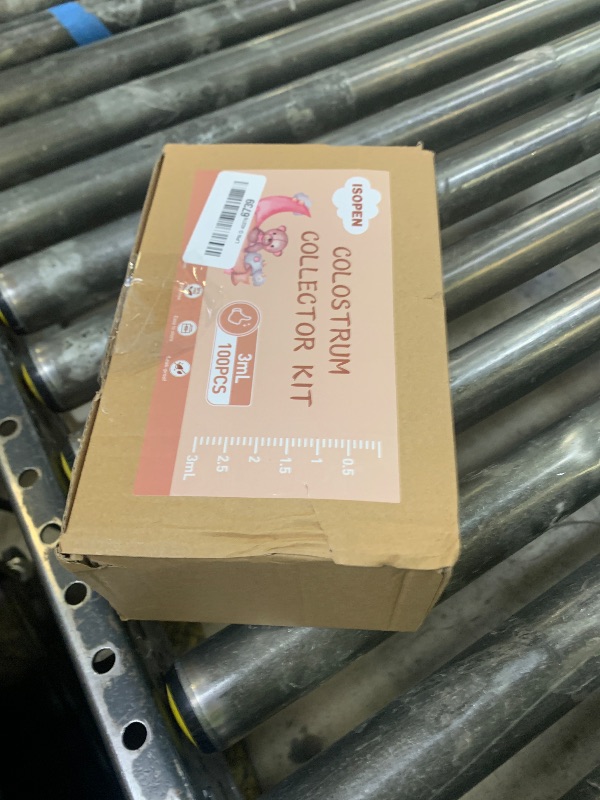 ISOPEN
COLOSTRUM
COLLECTOR KIT
3mL
100PCS
0.5
1
1.5
2
2.5
3mL